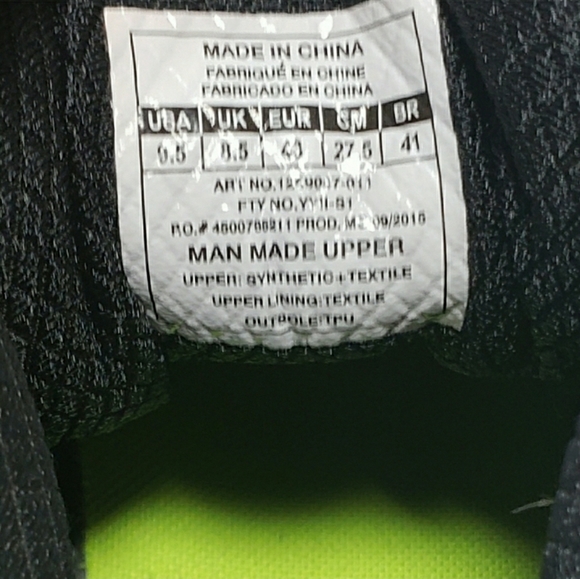 MADE IN CHINA
FABRIQUÉ EN CHINE
FABRICADO EN CHINA
USA UK EUR CM BR
9.5 8.5 43 27.5 41
ART NO.
FTY NO.
P.O.# PROD. 09/2015
MAN MADE UPPER
UPPER: SYNTHETIC+TEXTILE
UPPER LINING:TEXTILE
OUTSOLE:TPU